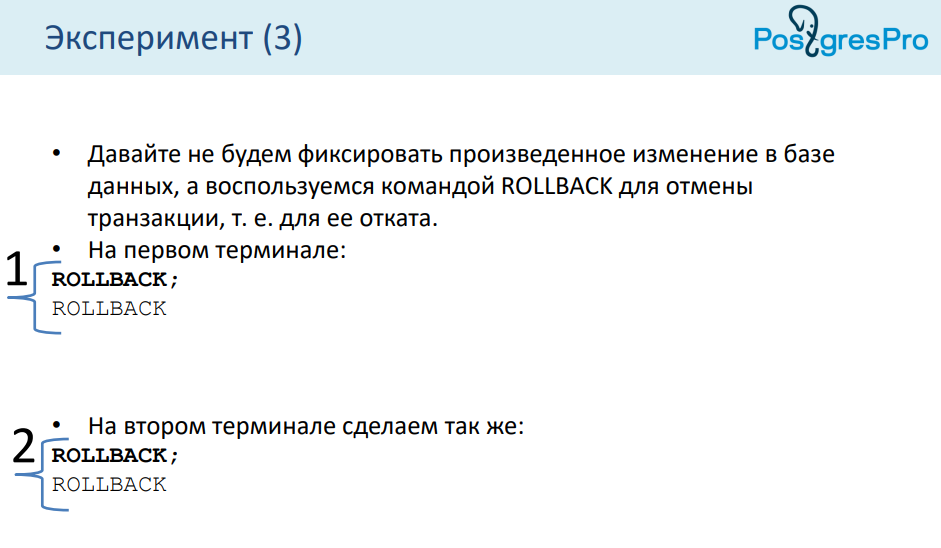 Эксперимент (3)
PostgresPro
• Давайте не будем фиксировать произведенное изменение в базе
данных, а воспользуемся командой ROLLBACK для отмены
транзакции, т. е. для ее отката.
• На первом терминале:
1
ROLLBACK;
ROLLBACK
• На втором терминале сделаем так же:
2
ROLLBACK;
ROLLBACK